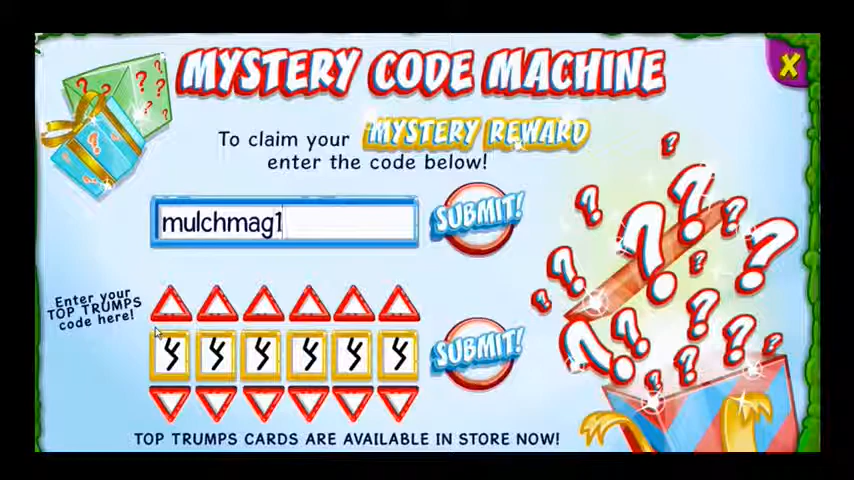 MYSTERY CODE MACHINE
X
To claim your MYSTERY REWARD
enter the code below!
mulchmag1
SUBMIT!
Enter your
TOP TRUMPS
code here!
SUBMIT!
TOP TRUMPS CARDS ARE AVAILABLE IN STORE NOW!